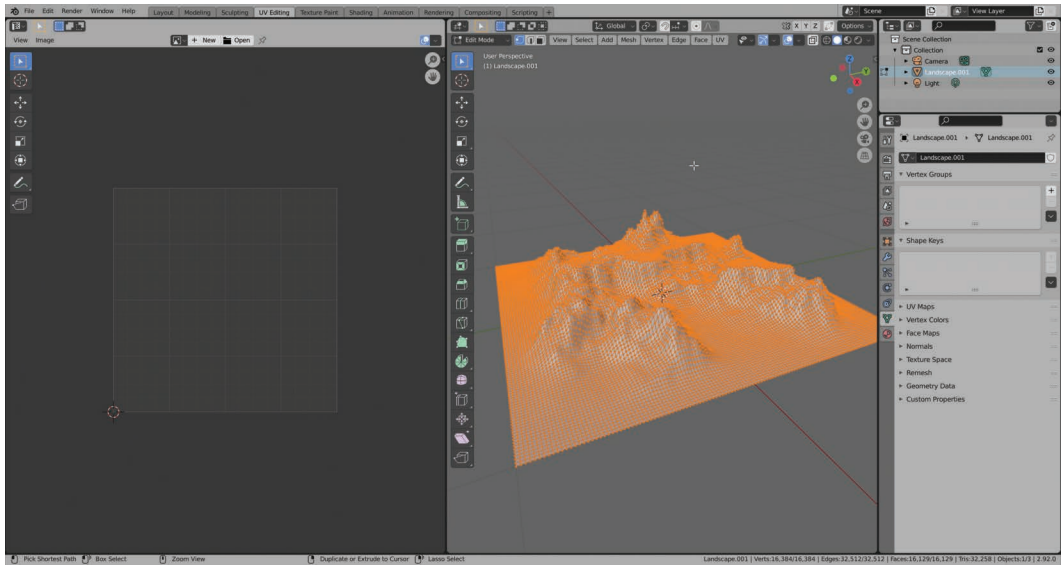 File Edit Render Window Help Layout Modeling Sculpting UV Editing Texture Paint Shading Animation Rendering Compositing Scripting + Scene View Layer
Global X Y Z Options
View Image + New Open Edit Mode View Select Add Mesh Vertex Edge Face UV
Scene Collection
Collection
Camera
Landscape.001
Light
User Perspective
(1) Landscape.001
Z
Y
X
Landscape.001 Landscape.001
Landscape.001
Vertex Groups
Shape Keys
UV Maps
Vertex Colors
Face Maps
Normals
Texture Space
Remesh
Geometry Data
Custom Properties
Pick Shortest Path Box Select Zoom View Duplicate or Extrude to Cursor Lasso Select Landscape.001 | Verts:16,384/16,384 | Edges:32,512/32,512 | Faces:16,129/16,129 | Tris:32,258 | Objects:1/3 | 2.92.0